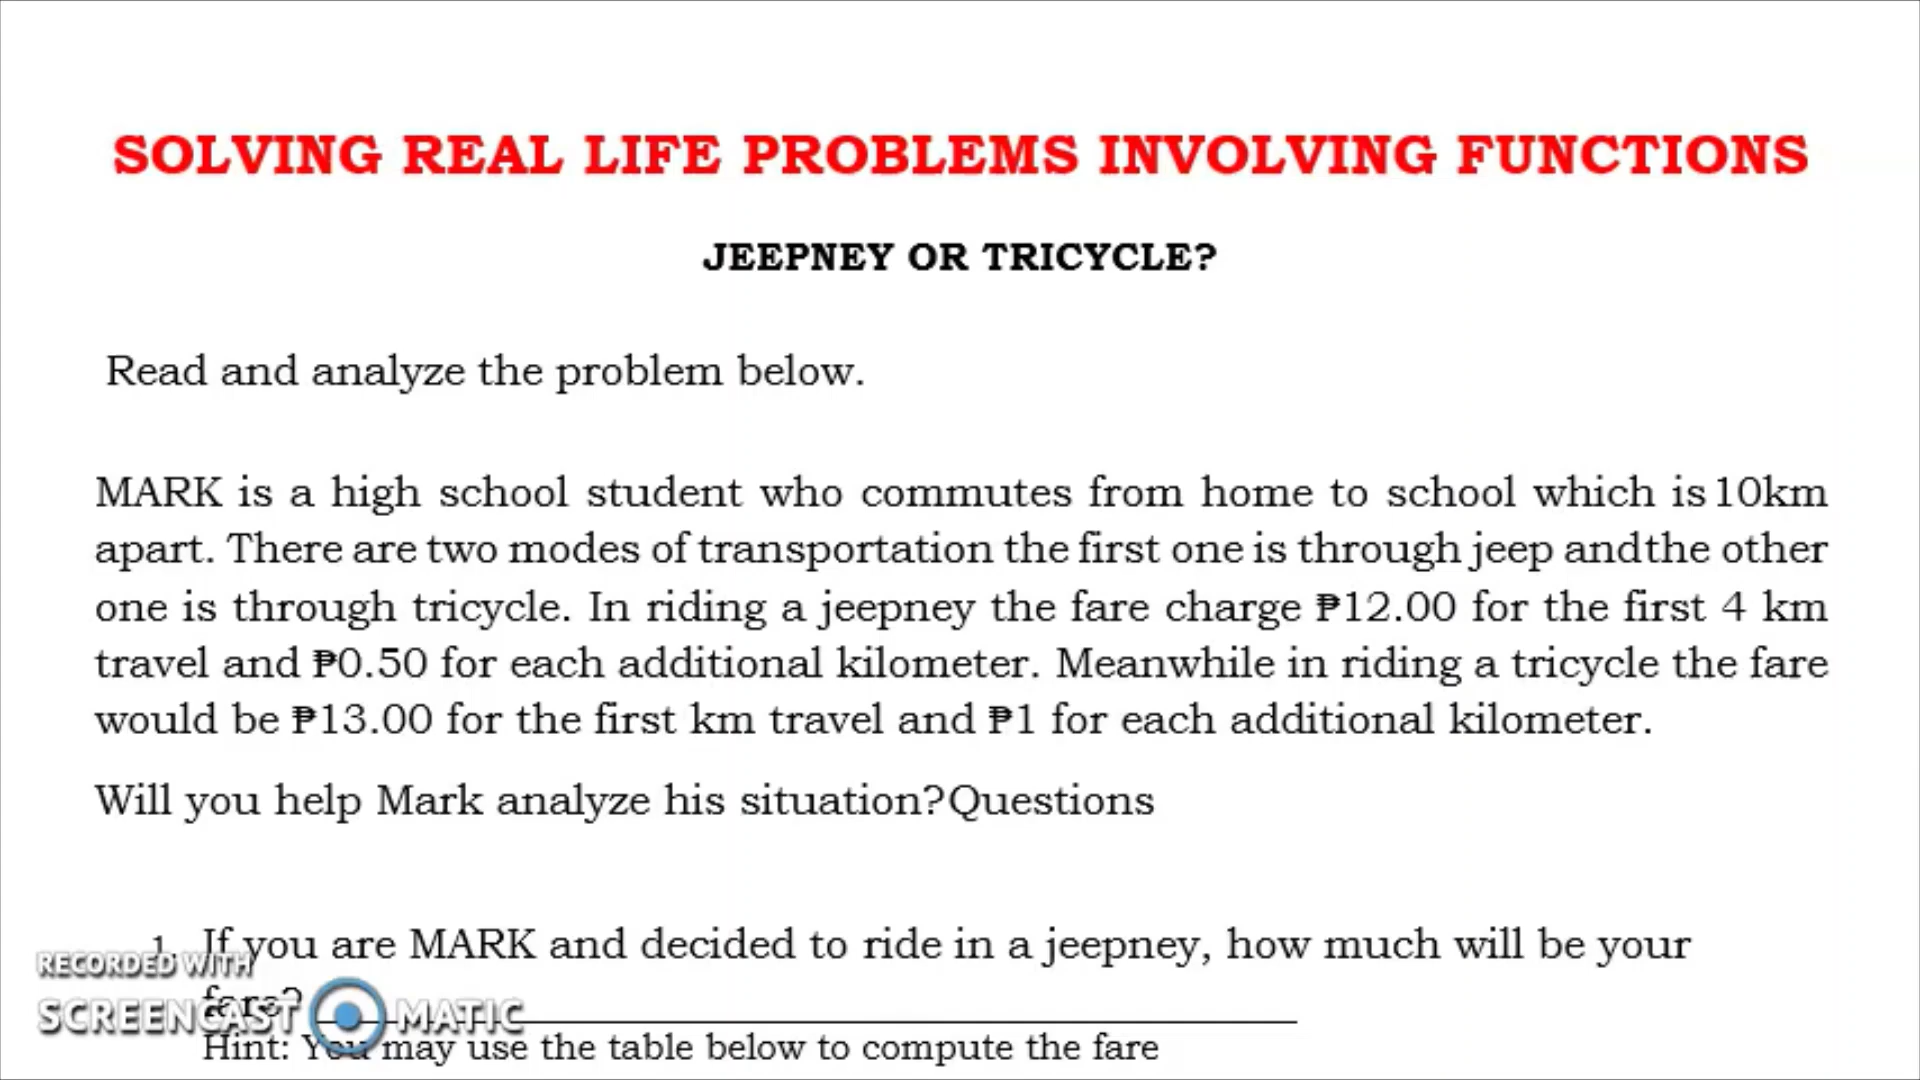 SOLVING REAL LIFE PROBLEMS INVOLVING FUNCTIONS
JEEPNEY OR TRICYCLE?
Read and analyze the problem below.
MARK is a high school student who commutes from home to school which is 10km
apart. There are two modes of transportation the first one is through jeep andthe other
one is through tricycle. In riding a jeepney the fare charge ₱12.00 for the first 4 km
travel and ₱0.50 for each additional kilometer. Meanwhile in riding a tricycle the fare
would be ₱13.00 for the first km travel and ₱1 for each additional kilometer.
Will you help Mark analyze his situation?Questions
1. If you are MARK and decided to ride in a jeepney, how much will be your
fare?
Hint: You may use the table below to compute the fare
RECORDED WITH
SCREENCAST MATIC